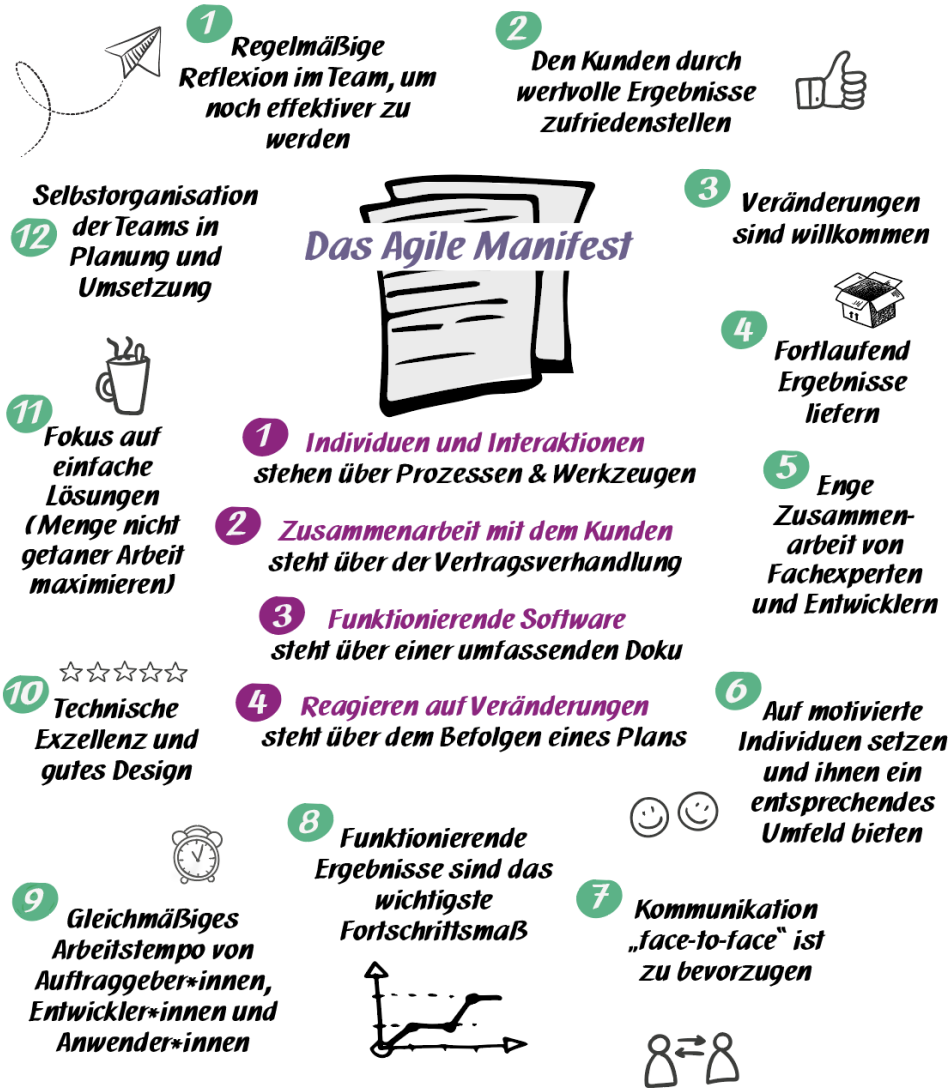 1
Regelmäßige
Reflexion im Team, um
noch effektiver zu
werden
2
Den Kunden durch
wertvolle Ergebnisse
zufriedenstellen
3
Veränderungen
sind willkommen
4
Fortlaufend
Ergebnisse
liefern
5
Enge
Zusammen-
arbeit von
Fachexperten
und Entwicklern
6
Auf motivierte
Individuen setzen
und ihnen ein
entsprechendes
Umfeld bieten
7
Kommunikation
„face-to-face“ ist
zu bevorzugen
8
Funktionierende
Ergebnisse sind das
wichtigste
Fortschrittsmaß
9
Gleichmäßiges
Arbeitstempo von
Auftraggeber*innen,
Entwickler*innen und
Anwender*innen
10
Technische
Exzellenz und
gutes Design
11
Fokus auf
einfache
Lösungen
(Menge nicht
getaner Arbeit
maximieren)
12
Selbstorganisation
der Teams in
Planung und
Umsetzung
Das Agile Manifest
1 Individuen und Interaktionen
stehen über Prozessen & Werkzeugen
2 Zusammenarbeit mit dem Kunden
steht über der Vertragsverhandlung
3 Funktionierende Software
steht über einer umfassenden Doku
4 Reagieren auf Veränderungen
steht über dem Befolgen eines Plans